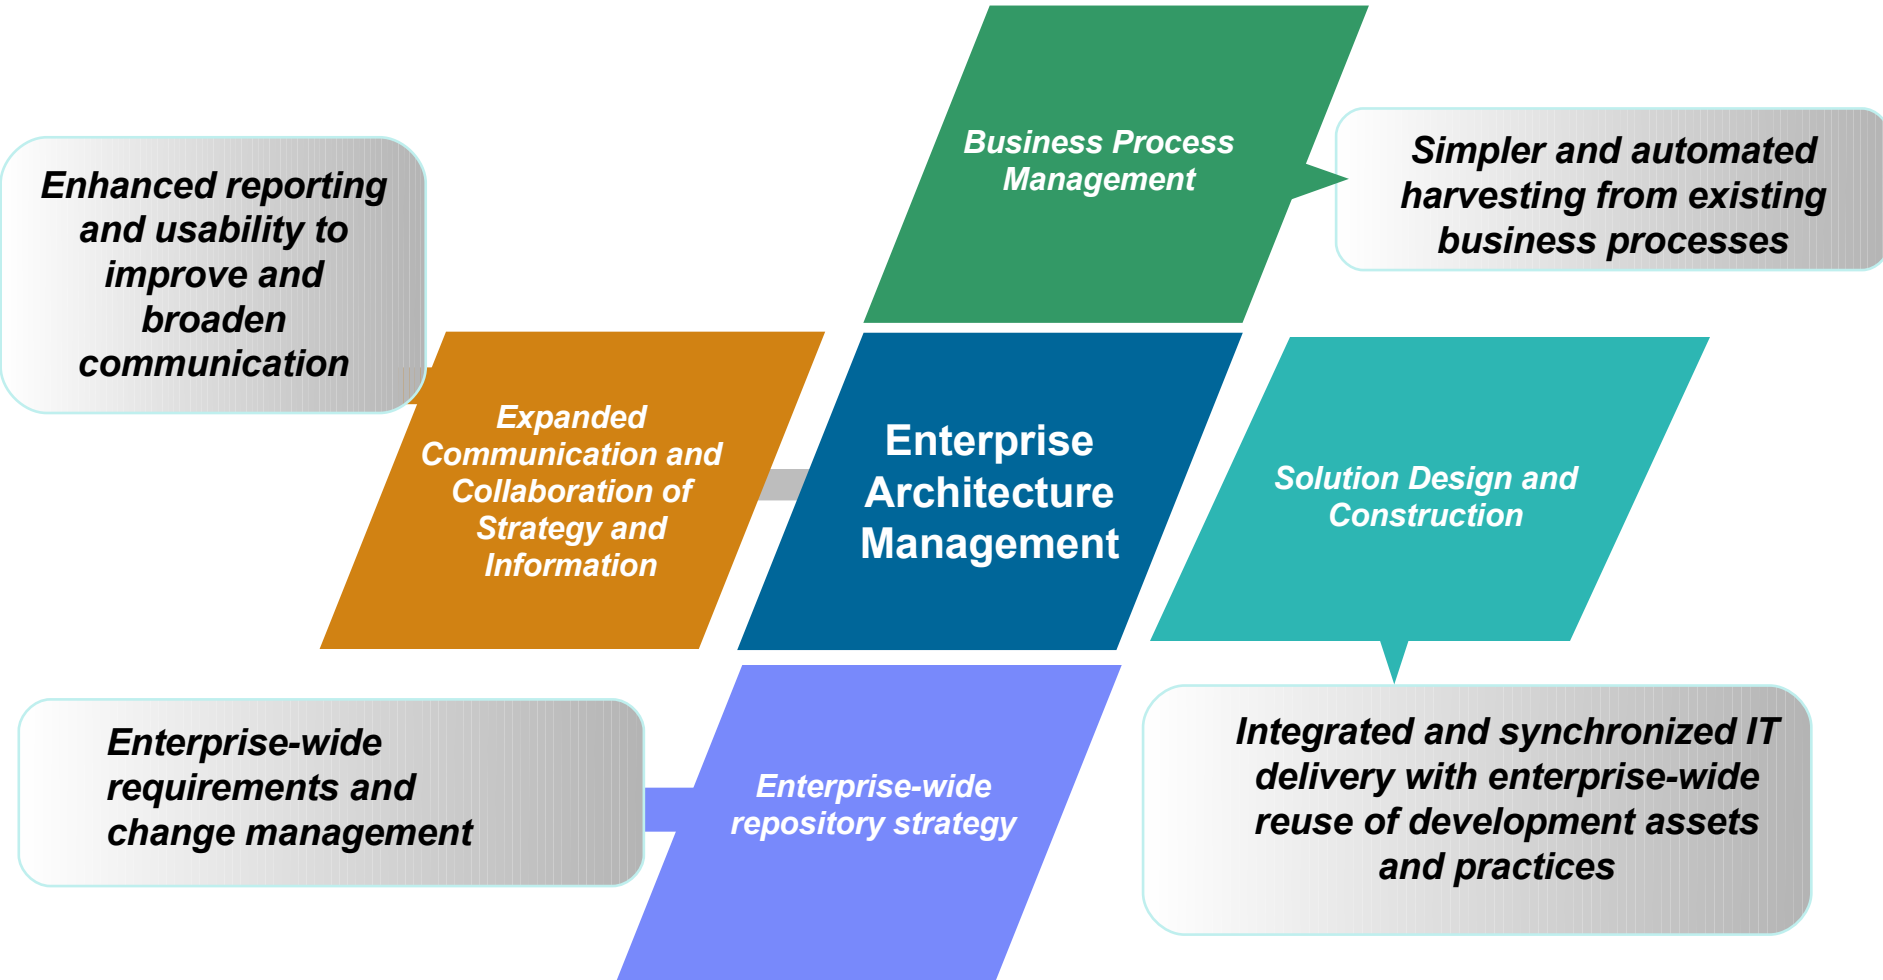 Business Process
Management
Simpler and automated
harvesting from existing
business processes
Enhanced reporting
and usability to
improve and
broaden
communication
Expanded
Communication and
Collaboration of
Strategy and
Information
Enterprise
Architecture
Management
Solution Design and
Construction
Enterprise-wide
requirements and
change management
Enterprise-wide
repository strategy
Integrated and synchronized IT
delivery with enterprise-wide
reuse of development assets
and practices